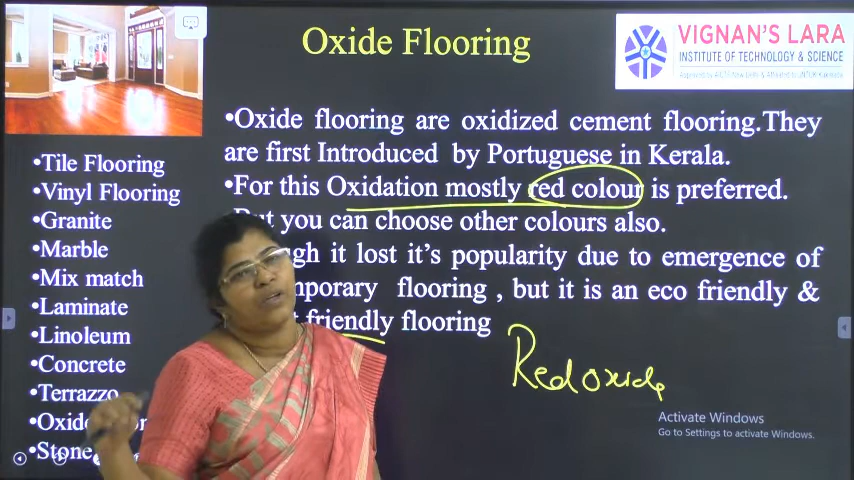 Oxide Flooring
VIGNAN'S LARA
INSTITUTE OF TECHNOLOGY & SCIENCE
•Tile Flooring
•Vinyl Flooring
•Granite
•Marble
•Mix match
•Laminate
•Linoleum
•Concrete
•Terrazzo
•Oxide
•Stone
•Oxide flooring are oxidized cement flooring.They
are first Introduced by Portuguese in Kerala.
•For this Oxidation mostly red colour is preferred.
you can choose other colours also.
it lost it's popularity due to emergence of
flooring , but it is an eco friendly &
friendly flooring
Red oxide
Activate Windows
Go to Settings to activate Windows.